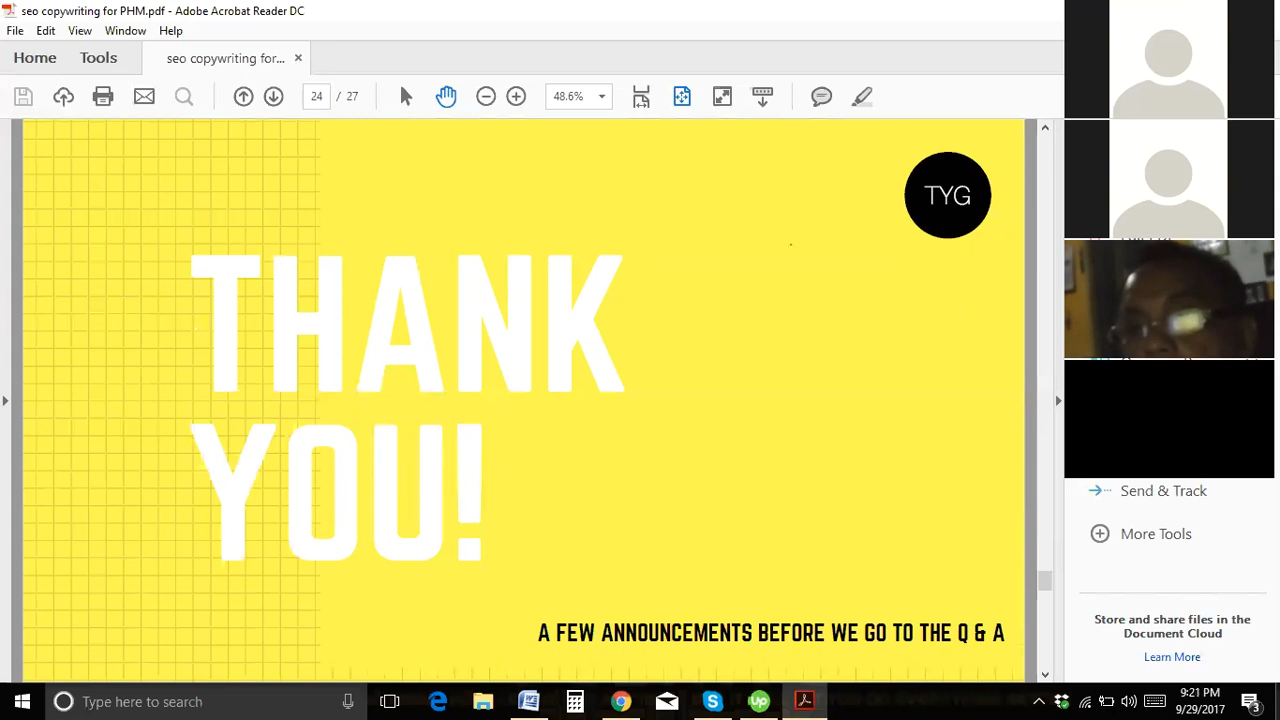 seo copywriting for PHM.pdf - Adobe Acrobat Reader DC
File Edit View Window Help
Home Tools seo copywriting for... ×
24 / 27 48.6%
TYG
THANK
YOU!
A FEW ANNOUNCEMENTS BEFORE WE GO TO THE Q & A
Send & Track
More Tools
Store and share files in the
Document Cloud
Learn More
Type here to search
9:21 PM
9/29/2017
3